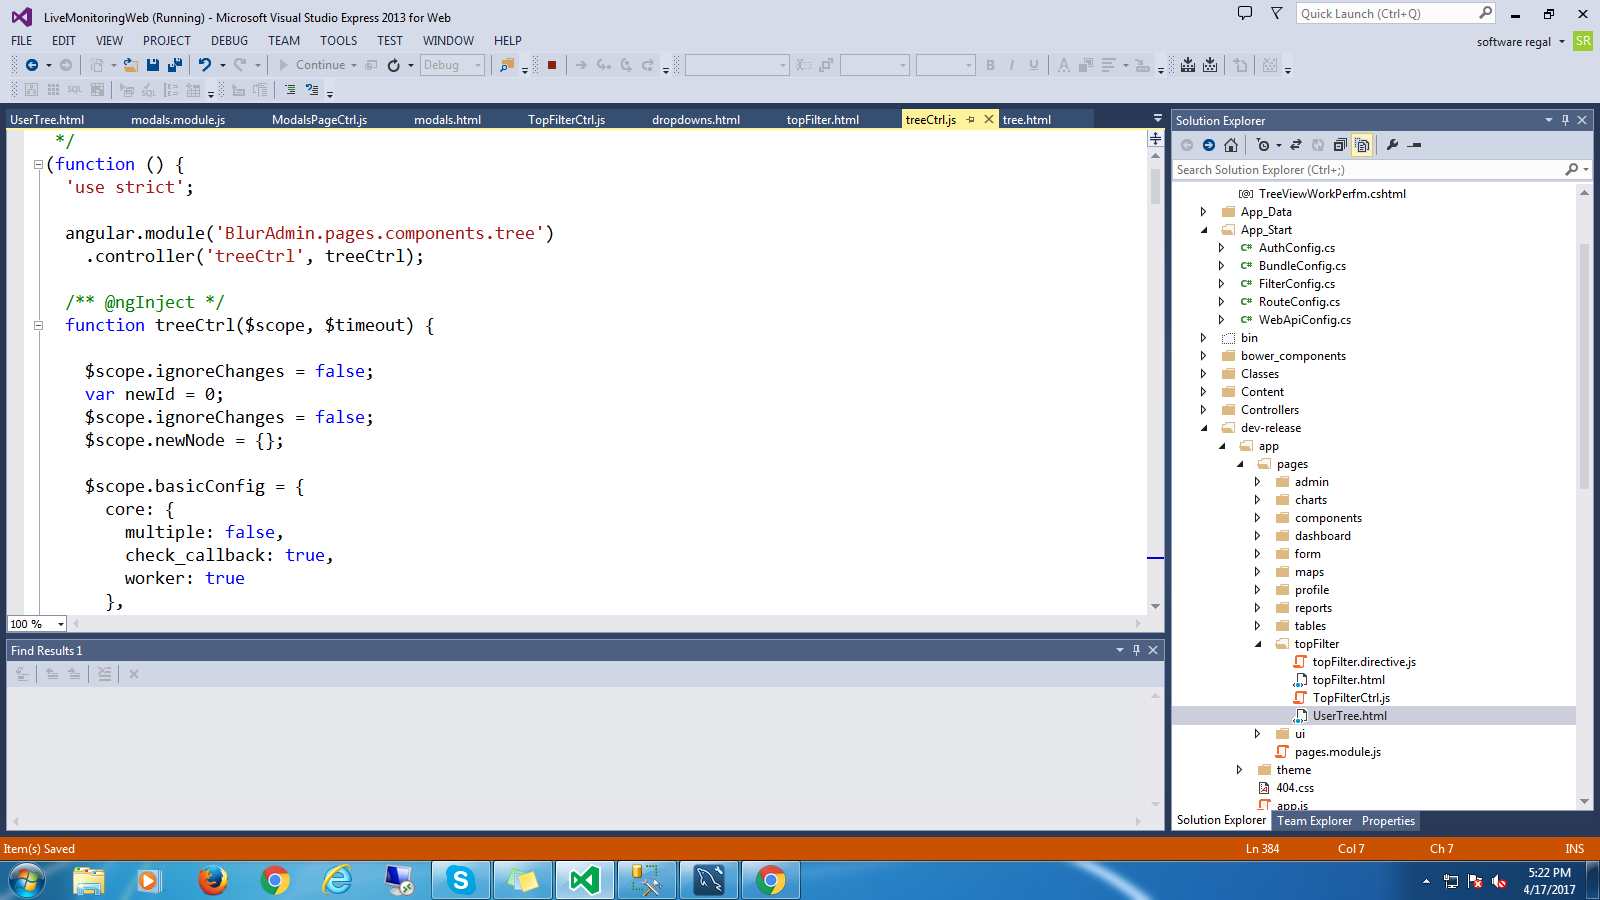 LiveMonitoringWeb (Running) - Microsoft Visual Studio Express 2013 for Web
Quick Launch (Ctrl+Q)
FILE EDIT VIEW PROJECT DEBUG TEAM TOOLS TEST WINDOW HELP
software regal
SR
Continue
Debug
SQL
SQL
UserTree.html modals.module.js ModalsPageCtrl.js modals.html TopFilterCtrl.js dropdowns.html topFilter.html treeCtrl.js tree.html
*/
(function () {
'use strict';
angular.module('BlurAdmin.pages.components.tree')
.controller('treeCtrl', treeCtrl);
/** @ngInject */
function treeCtrl($scope, $timeout) {
$scope.ignoreChanges = false;
var newId = 0;
$scope.ignoreChanges = false;
$scope.newNode = {};
$scope.basicConfig = {
core: {
multiple: false,
check_callback: true,
worker: true
},
100 %
Find Results 1
Solution Explorer
Search Solution Explorer (Ctrl+;)
TreeViewWorkPerfm.cshtml
App_Data
App_Start
C# AuthConfig.cs
C# BundleConfig.cs
C# FilterConfig.cs
C# RouteConfig.cs
C# WebApiConfig.cs
bin
bower_components
Classes
Content
Controllers
dev-release
app
pages
admin
charts
components
dashboard
form
maps
profile
reports
tables
topFilter
topFilter.directive.js
topFilter.html
TopFilterCtrl.js
UserTree.html
ui
pages.module.js
theme
404.css
app.js
Solution Explorer Team Explorer Properties
Item(s) Saved
Ln 384 Col 7 Ch 7 INS
5:22 PM
4/17/2017